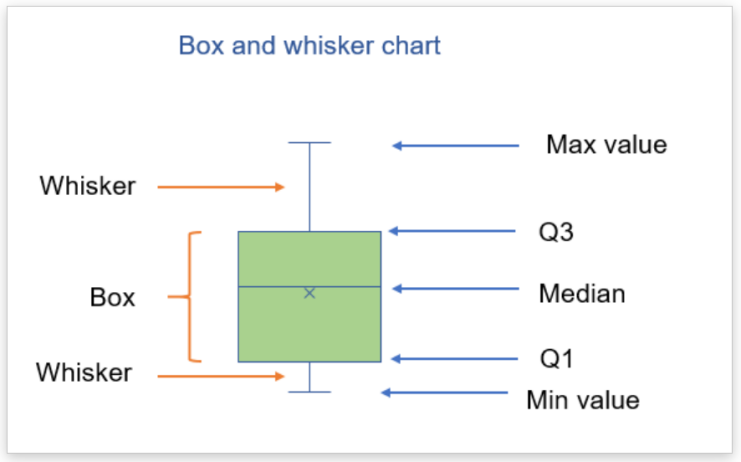 Box and whisker chart
Max value
Whisker
Q3
Box
Median
Q1
Whisker
Min value